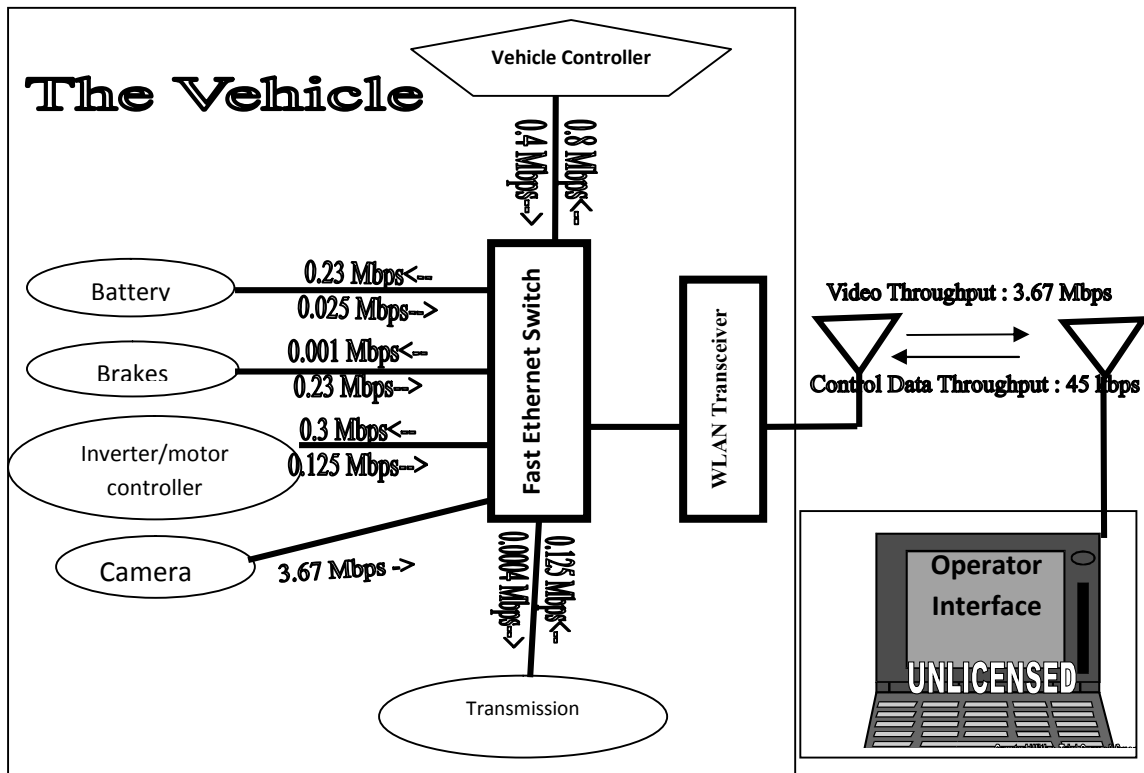 Vehicle Controller
The Vehicle
0.4 Mbps-->
0.8 Mbps<--
Battery
0.23 Mbps<--
0.025 Mbps-->
Brakes
0.001 Mbps<--
0.23 Mbps-->
Inverter/motor
controller
0.3 Mbps<--
0.125 Mbps-->
Camera
3.67 Mbps ->
Fast Ethernet Switch
WLAN Transceiver
0.0004 Mbps-->
0.125 Mbps<--
Transmission
Video Throughput : 3.67 Mbps
Control Data Throughput : 45 kbps
Operator
Interface
UNLICENSED